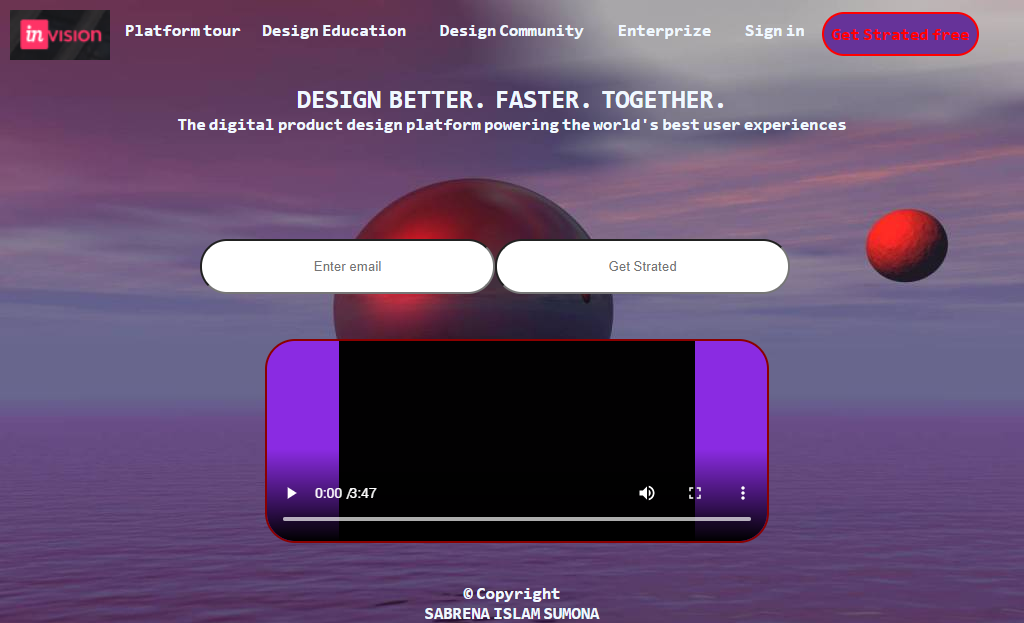 inVISION Platform tour Design Education Design Community Enterprize Sign in Get Strated free
DESIGN BETTER. FASTER. TOGETHER.
The digital product design platform powering the world's best user experiences
Enter email Get Strated
0:00 /3:47
© Copyright
SABRENA ISLAM SUMONA